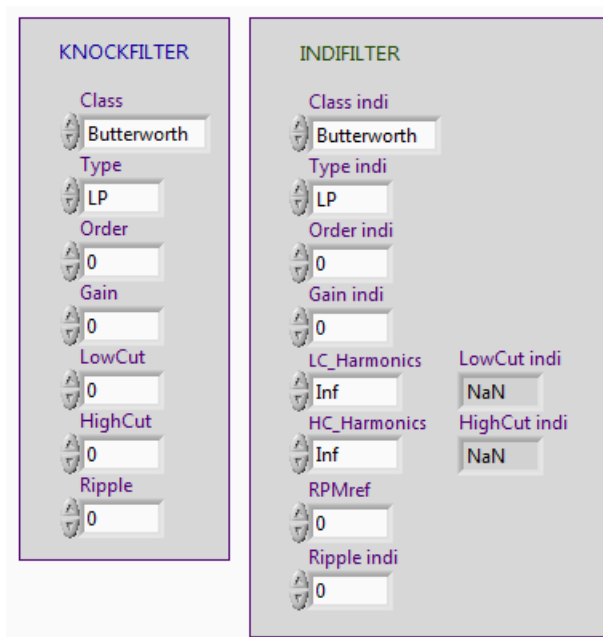 KNOCKFILTER
Class
Butterworth
Type
LP
Order
0
Gain
0
LowCut
0
HighCut
0
Ripple
0
INDIFILTER
Class indi
Butterworth
Type indi
LP
Order indi
0
Gain indi
0
LC_Harmonics LowCut indi
Inf NaN
HC_Harmonics HighCut indi
Inf NaN
RPMref
0
Ripple indi
0